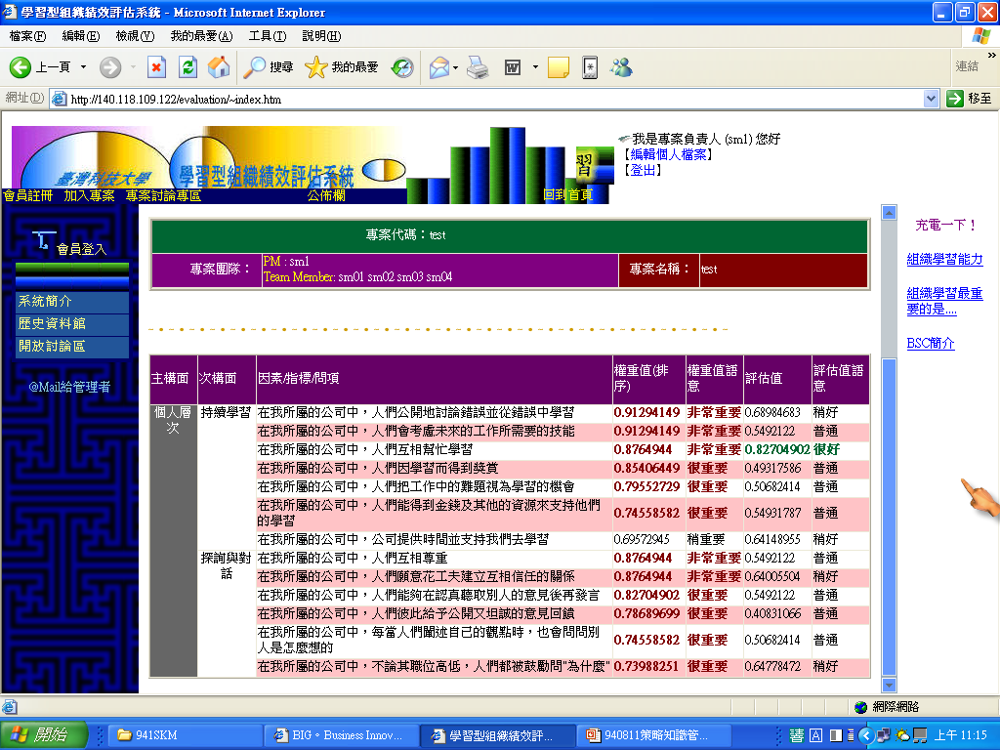 學習型組織績效評估系統 - Microsoft Internet Explorer
檔案(F) 編輯(E) 檢視(V) 我的最愛(A) 工具(T) 說明(H)
上一頁 搜尋 我的最愛 連結
網址(D) http://140.118.109.122/evaluation/~index.htm 移至
臺灣科技大學 學習型組織績效評估系統 習
會員註冊 加入專案 專案討論專區 公佈欄 回到首頁
我是專案負責人 (sm1) 您好
【編輯個人檔案】
【登出】
會員登入
系統簡介
歷史資料館
開放討論區
@Mail給管理者
專案代碼：test
專案團隊： PM : sm1
Team Member: sm01 sm02 sm03 sm04
專案名稱： test
充電一下！
組織學習能力
組織學習最重
要的是....
BSC簡介
主構面 次構面 因素/指標/問項 權重值(排序) 權重值語意 評估值 評估值語意
個人層次 持續學習 在我所屬的公司中，人們公開地討論錯誤並從錯誤中學習 0.91294149 非常重要 0.68984683 稍好
在我所屬的公司中，人們會考慮未來的工作所需要的技能 0.91294149 非常重要 0.5492122 普通
在我所屬的公司中，人們互相幫忙學習 0.8764944 非常重要 0.82704902 很好
在我所屬的公司中，人們因學習而得到獎賞 0.85406449 很重要 0.49317586 普通
在我所屬的公司中，人們把工作中的難題視為學習的機會 0.79552729 很重要 0.50682414 普通
在我所屬的公司中，人們能得到金錢及其他的資源來支持他們
的學習 0.74558582 很重要 0.54931787 普通
在我所屬的公司中，公司提供時間並支持我們去學習 0.69572945 稍重要 0.64148955 稍好
探詢與對話 在我所屬的公司中，人們互相尊重 0.8764944 非常重要 0.5492122 普通
在我所屬的公司中，人們願意花工夫建立互相信任的關係 0.8764944 非常重要 0.64005504 稍好
在我所屬的公司中，人們能夠在認真聽取別人的意見後再發言 0.82704902 很重要 0.5492122 普通
在我所屬的公司中，人們彼此給予公開又坦誠的意見回饋 0.78689699 很重要 0.40831066 普通
在我所屬的公司中，每當人們闡述自己的觀點時，也會問問別
人是怎麼想的 0.74558582 很重要 0.50682414 普通
在我所屬的公司中，不論其職位高低，人們都被鼓勵問"為什麼" 0.73988251 很重要 0.64778472 稍好
網際網路
開始 941SKM BIG。Business Innov... 學習型組織績效評... 940811策略知識管... 上午 11:15